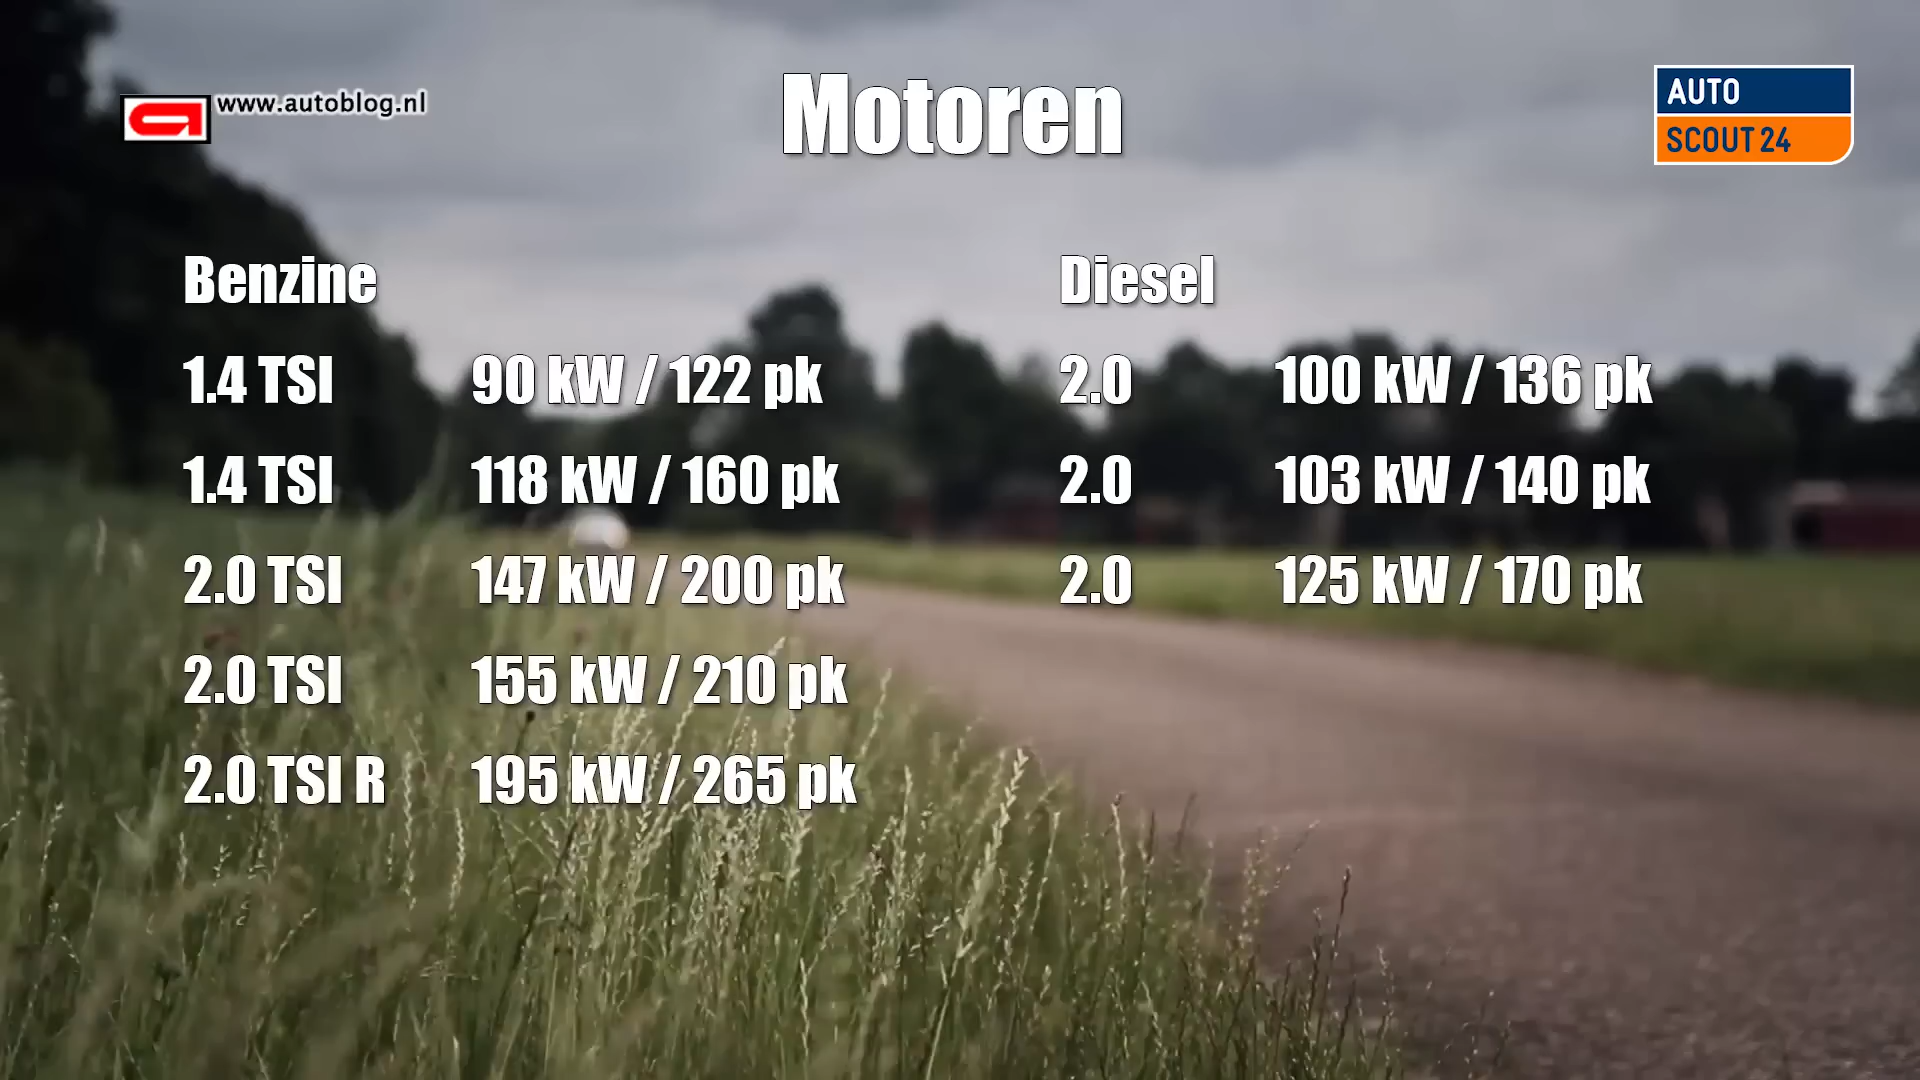 www.autoblog.nl
Motoren
AUTO
SCOUT 24
Benzine
1.4 TSI 90 kW / 122 pk
1.4 TSI 118 kW / 160 pk
2.0 TSI 147 kW / 200 pk
2.0 TSI 155 kW / 210 pk
2.0 TSI R 195 kW / 265 pk
Diesel
2.0 100 kW / 136 pk
2.0 103 kW / 140 pk
2.0 125 kW / 170 pk